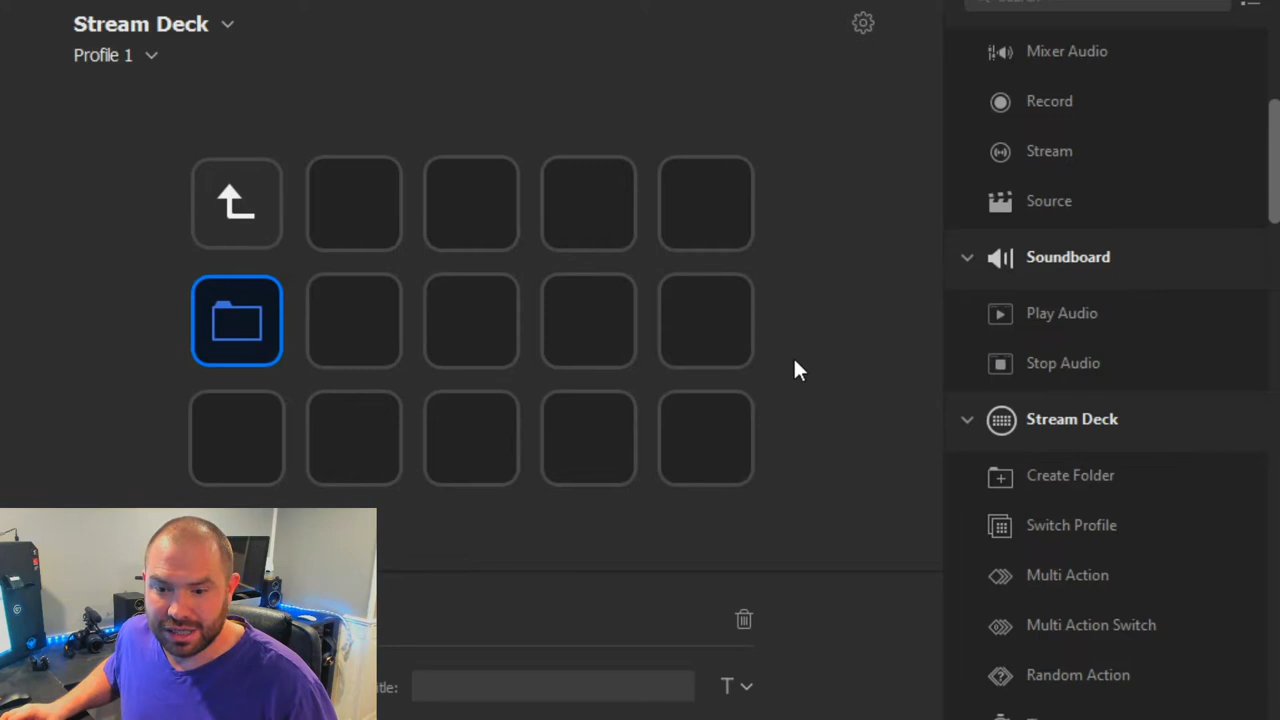 Stream Deck
Profile 1
Mixer Audio
Record
Stream
Source
Soundboard
Play Audio
Stop Audio
Stream Deck
Create Folder
Switch Profile
Multi Action
Multi Action Switch
Random Action
itle:
T